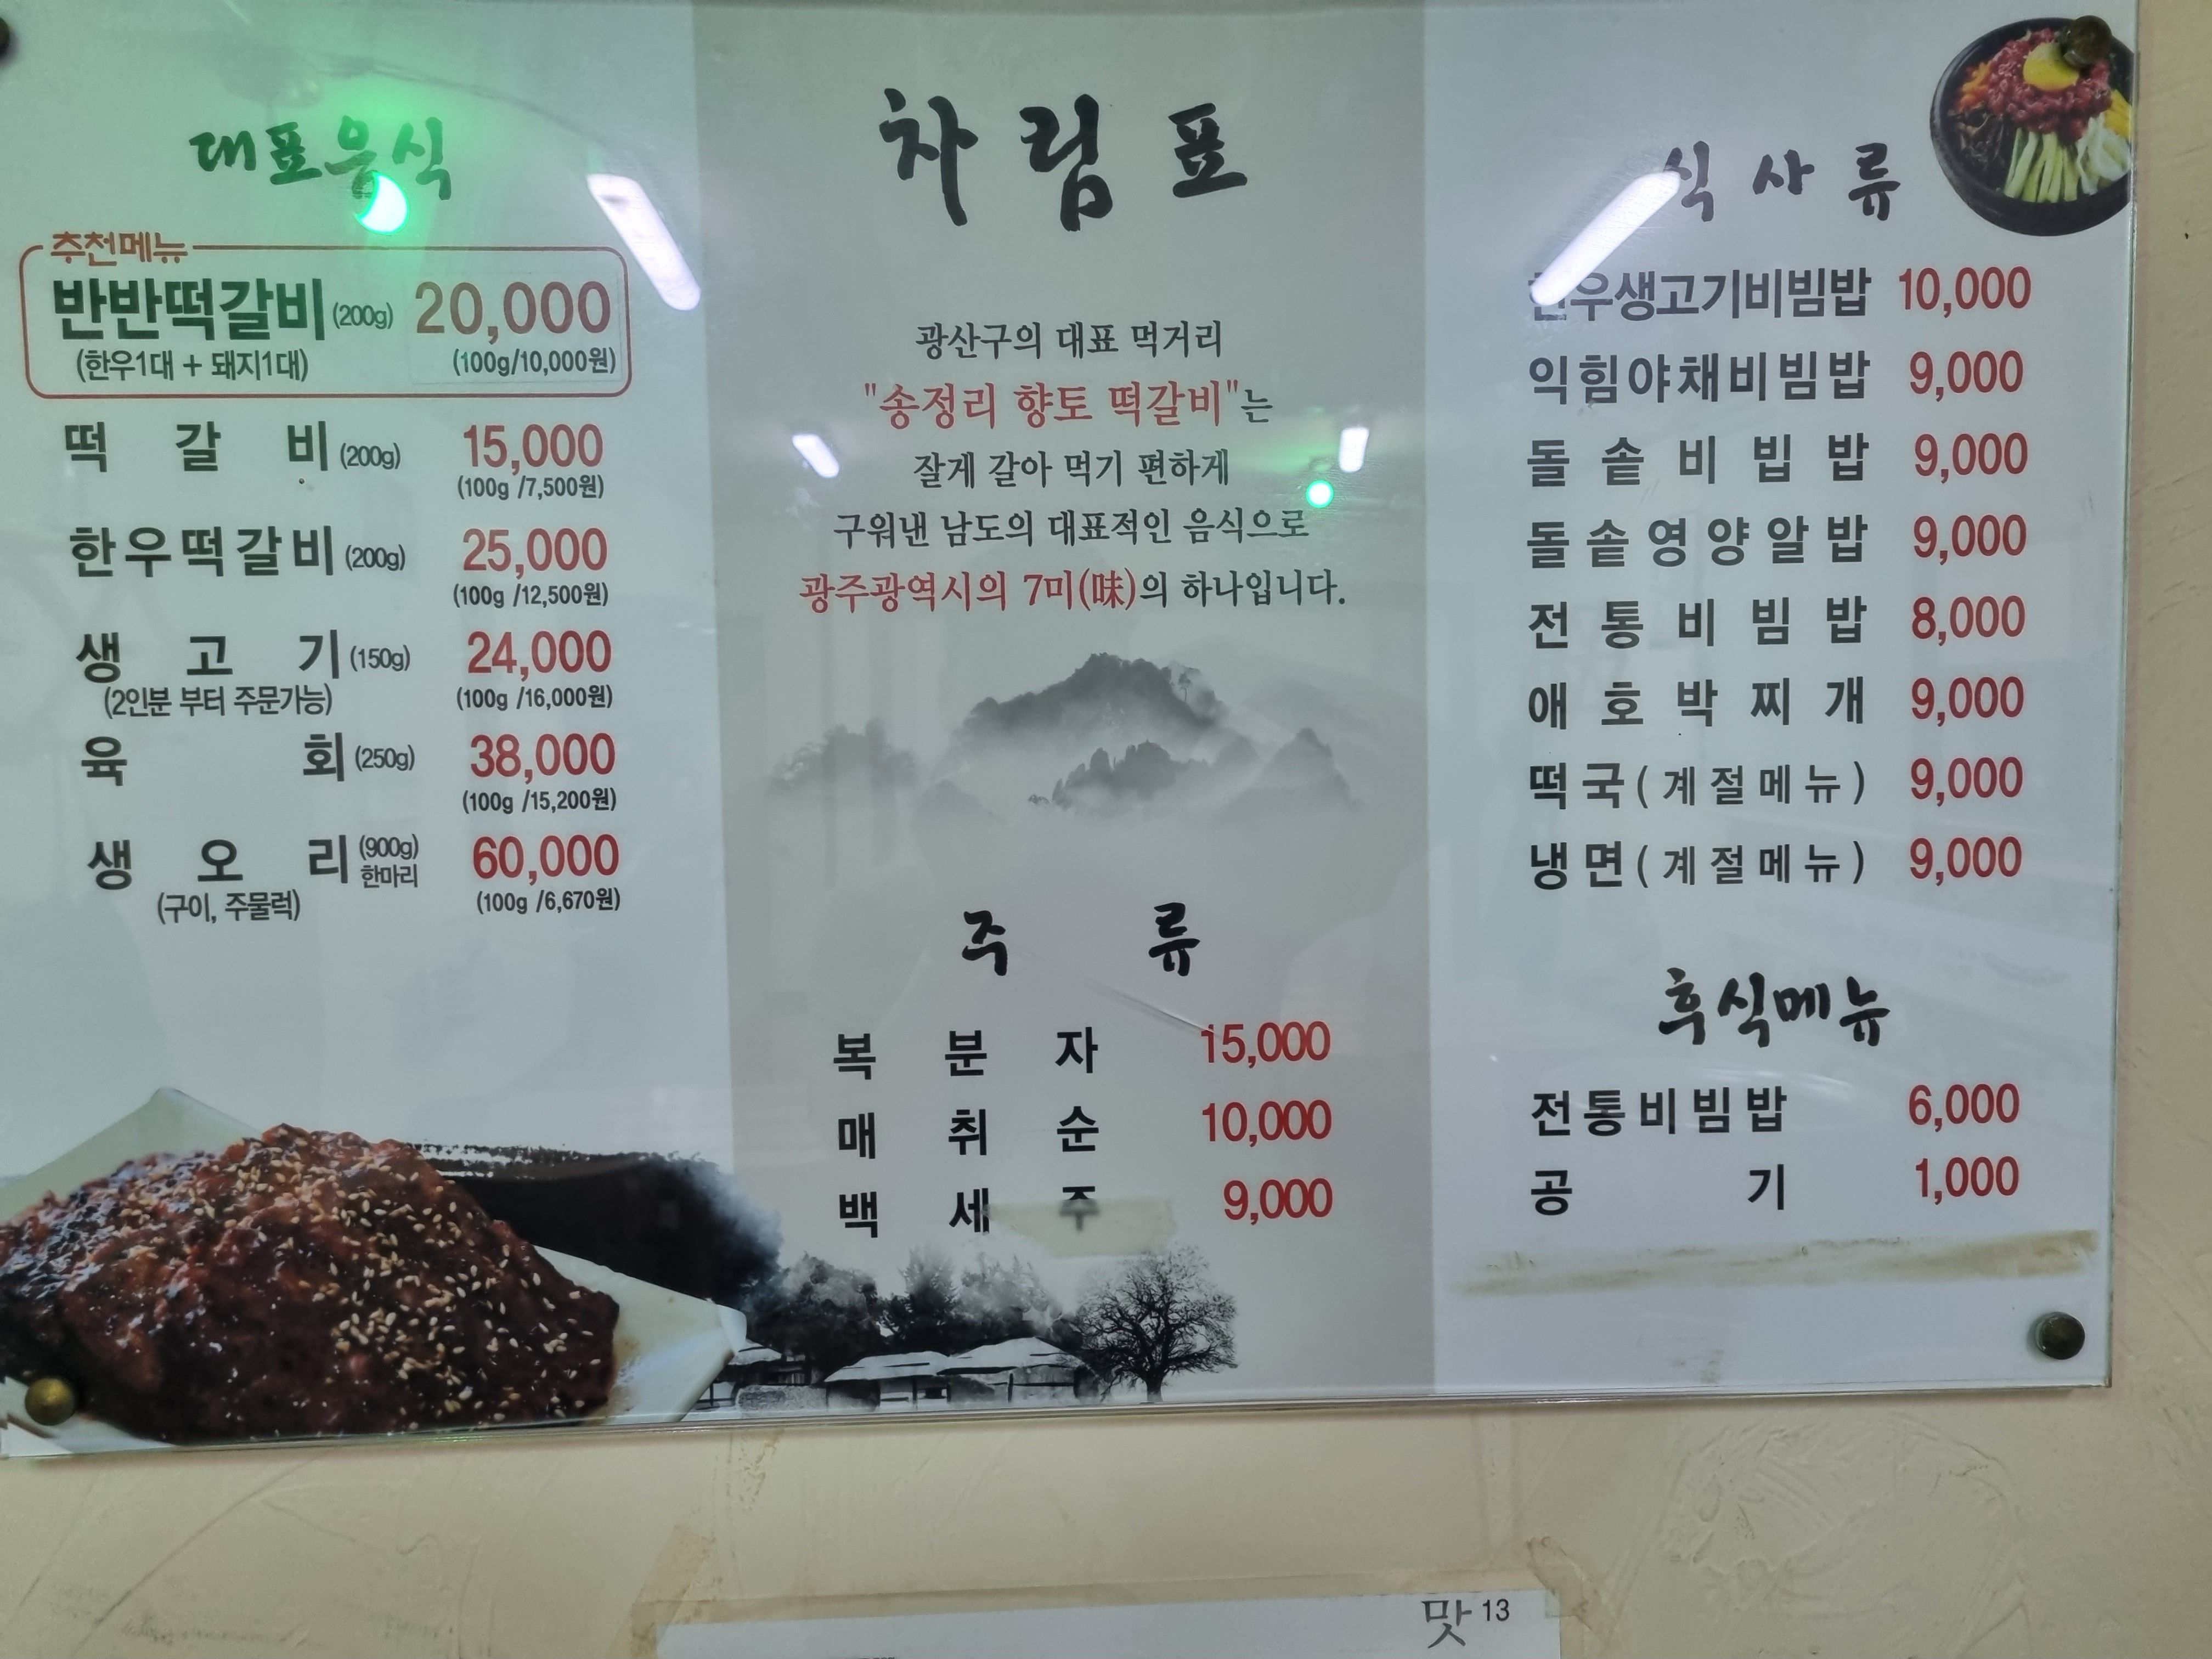 차림표
대표음식
추천메뉴
반반떡갈비(200g) 20,000
(한우1대 + 돼지1대) (100g/10,000원)
떡갈비(200g) 15,000
(100g /7,500원)
한우떡갈비(200g) 25,000
(100g /12,500원)
생고기(150g) 24,000
(2인분 부터 주문가능) (100g /16,000원)
육회(250g) 38,000
(100g /15,200원)
생오리(900g) 한마리 60,000
(구이, 주물럭) (100g /6,670원)
광산구의 대표 먹거리
"송정리 향토 떡갈비"는
잘게 갈아 먹기 편하게
구워낸 남도의 대표적인 음식으로
광주광역시의 7미(味)의 하나입니다.
주류
복분자 15,000
매취순 10,000
백세주 9,000
식사류
한우생고기비빔밥 10,000
익힘야채비빔밥 9,000
돌솥비빕밥 9,000
돌솥영양알밥 9,000
전통비빔밥 8,000
애호박찌개 9,000
떡국(계절메뉴) 9,000
냉면(계절메뉴) 9,000
후식메뉴
전통비빔밥 6,000
공기 1,000
맛 13